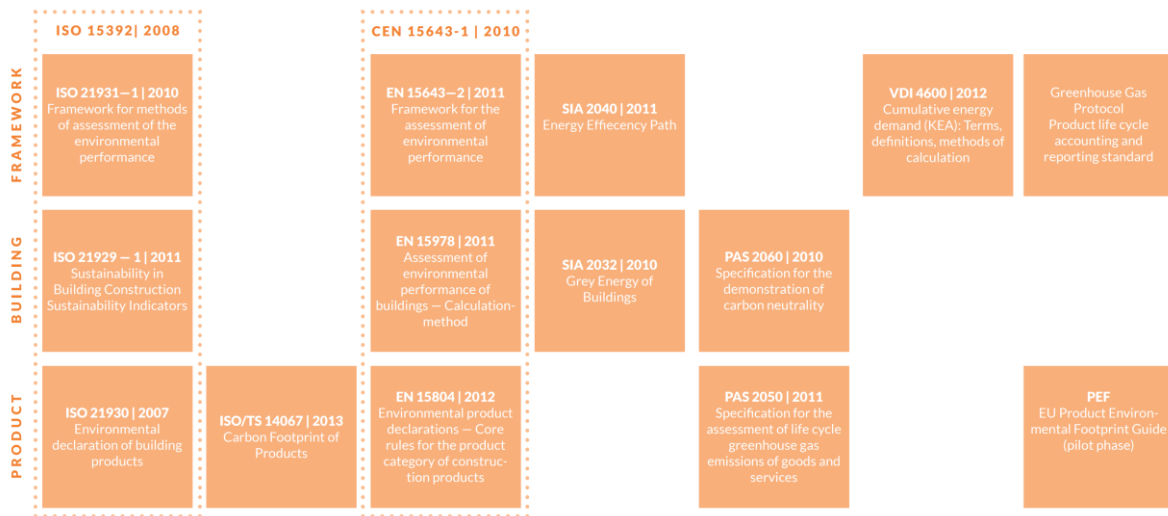 ISO 15392| 2008
CEN 15643-1 | 2010
FRAMEWORK
ISO 21931—1 | 2010
Framework for methods
of assessment of the
environmental
performance
EN 15643—2 | 2011
Framework for the
assessment of
environmental
performance
SIA 2040 | 2011
Energy Effiecency Path
VDI 4600 | 2012
Cumulative energy
demand (KEA): Terms,
definitions, methods of
calculation
Greenhouse Gas
Protocol
Product life cycle
accounting and
reporting standard
BUILDING
ISO 21929 — 1 | 2011
Sustainability in
Building Construction
Sustainability Indicators
EN 15978 | 2011
Assessment of
environmental
performance of
buildings — Calculation-
method
SIA 2032 | 2010
Grey Energy of
Buildings
PAS 2060 | 2010
Specification for the
demonstration of
carbon neutrality
PRODUCT
ISO 21930 | 2007
Environmental
declaration of building
products
ISO/TS 14067 | 2013
Carbon Footprint of
Products
EN 15804 | 2012
Environmental product
declarations — Core
rules for the product
category of construc-
tion products
PAS 2050 | 2011
Specification for the
assessment of life cycle
greenhouse gas
emissions of goods and
services
PEF
EU Product Environ-
mental Footprint Guide
(pilot phase)